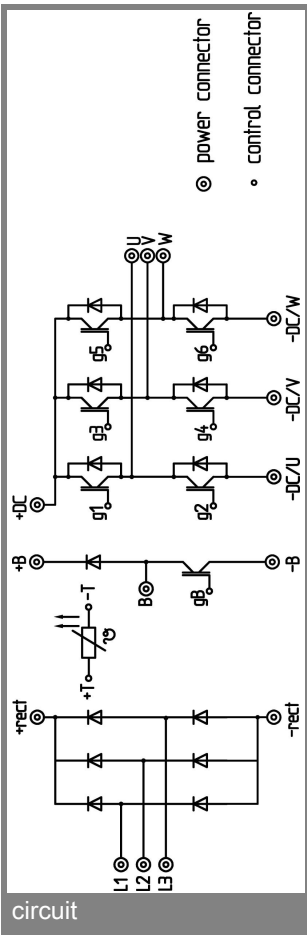 power connector
control connector
U
V
W
g5
g6
-DC/W
g3
g4
-DC/V
+DC
g1
g2
-DC/U
+B
B
gB
-B
+T
-T
ϑ
+rect
-rect
L1
L2
L3
circuit